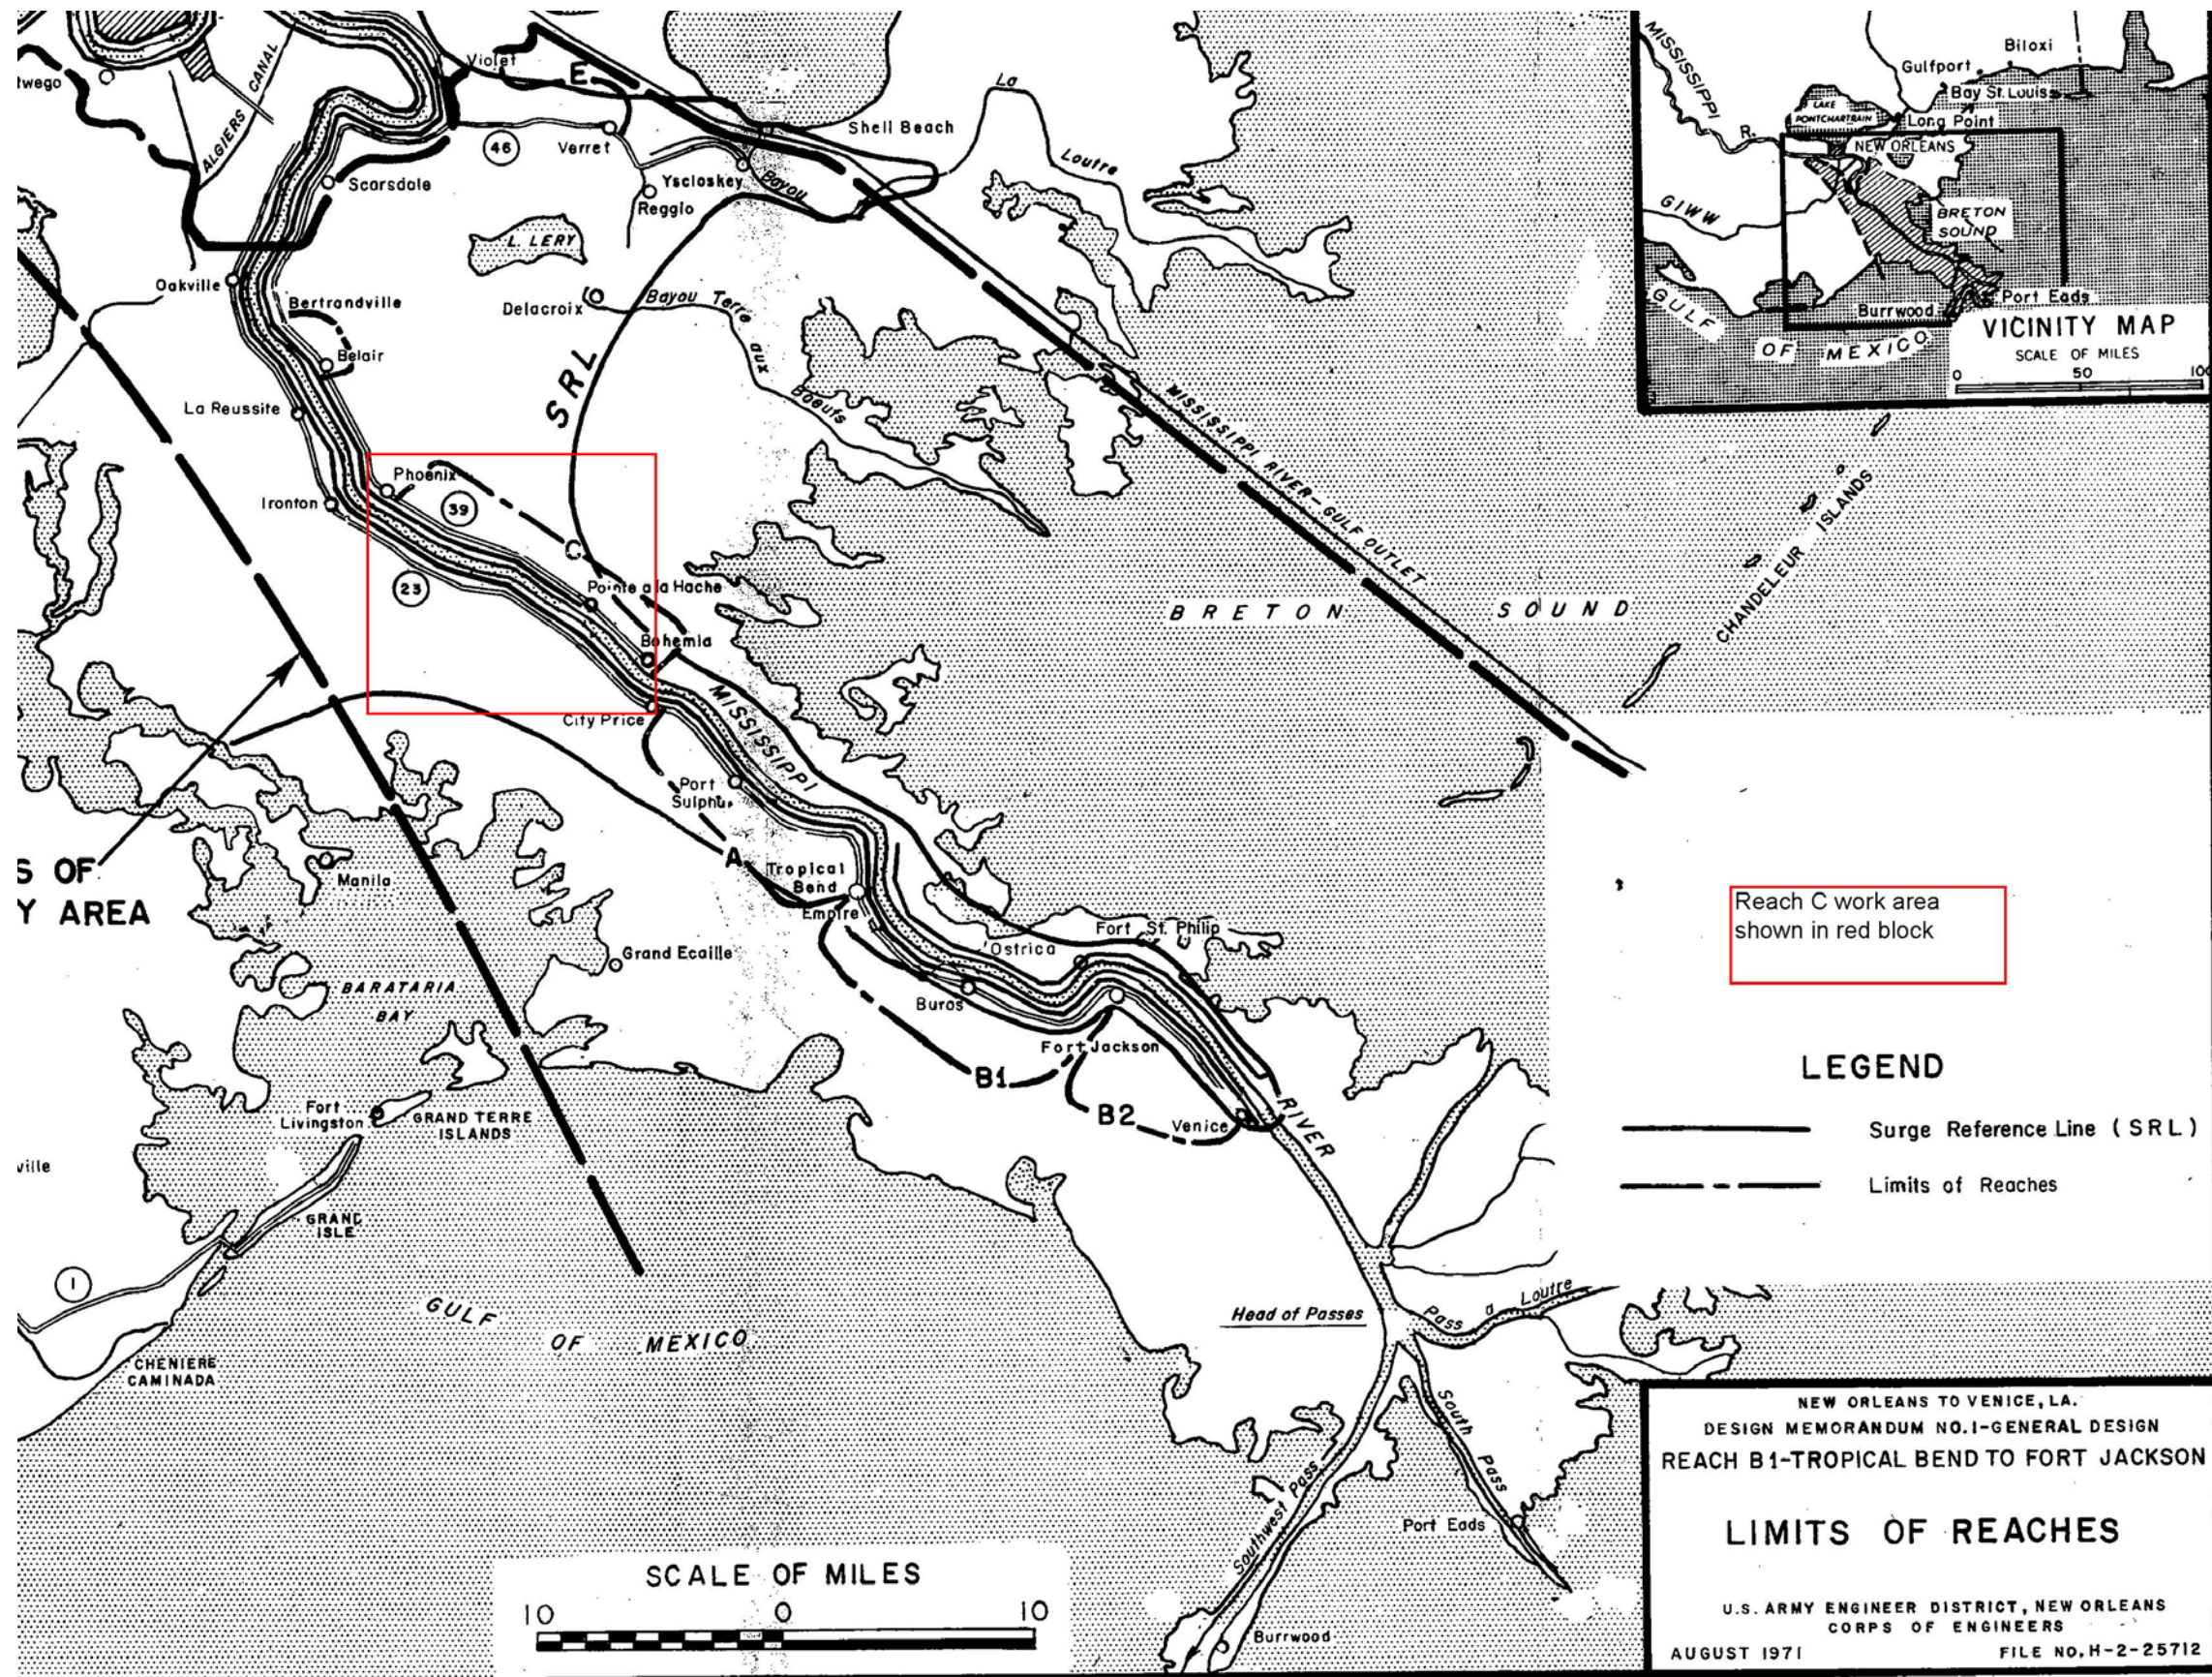 Violet
E
twego
ALGIERS CANAL
46
Verret
Shell Beach
La
Loutre
Scarsdale
Yscloskey
Bayou
Reggio
L. LERY
Oakville
Bertrandville
Delacroix
Bayou Terre aux Boeufs
Belair
SRL
La Reussite
Phoenix
39
Ironton
C
23
Pointe a la Hache
Bohemia
City Price
MISSISSIPPI RIVER-GULF OUTLET
BRETON SOUND
CHANDELEUR ISLANDS
MISSISSIPPI
Port
Sulphur
A
Tropical
Bend
Empire
S OF
Y AREA
Manila
Grand Ecaille
Ostrica
Fort St. Philip
Buras
BARATARIA
BAY
Fort Jackson
B1
B2
Venice
RIVER
Fort
Livingston
GRAND TERRE
ISLANDS
ville
GRAND
ISLE
1
GULF
OF MEXICO
CHENIERE
CAMINADA
Head of Passes
Pass a Loutre
South Pass
Southwest Pass
Port Eads
Burrwood
SCALE OF MILES
10 0 10
MISSISSIPPI
R.
Biloxi
Gulfport
Bay St. Louis
LAKE
PONTCHARTRAIN
Long Point
NEW ORLEANS
GIWW
BRETON
SOUND
Port Eads
Burrwood
GULF
OF MEXICO
VICINITY MAP
SCALE OF MILES
0 50 100
Reach C work area
shown in red block
LEGEND
Surge Reference Line (SRL)
Limits of Reaches
NEW ORLEANS TO VENICE, LA.
DESIGN MEMORANDUM NO.1-GENERAL DESIGN
REACH B1-TROPICAL BEND TO FORT JACKSON
LIMITS OF REACHES
U.S. ARMY ENGINEER DISTRICT, NEW ORLEANS
CORPS OF ENGINEERS
AUGUST 1971 FILE NO. H-2-25712